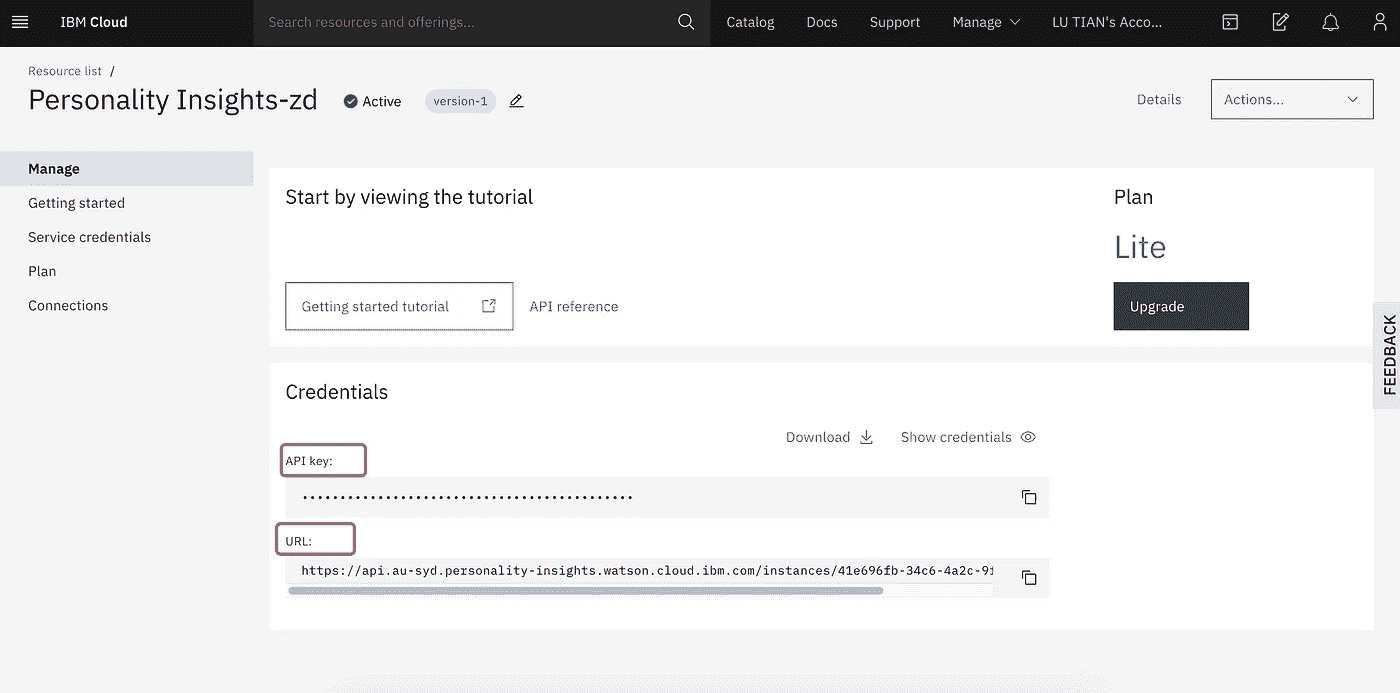 IBM Cloud
Search resources and offerings...
Catalog
Docs
Support
Manage
LU TIAN's Acco...
Resource list /
Personality Insights-zd
Active
version-1
Details
Actions...
Manage
Getting started
Service credentials
Plan
Connections
Start by viewing the tutorial
Getting started tutorial
API reference
Plan
Lite
Upgrade
FEEDBACK
Credentials
Download
Show credentials
API key:
••••••••••••••••••••••••••••••••••••••••••••
URL:
https://api.au-syd.personality-insights.watson.cloud.ibm.com/instances/41e696fb-34c6-4a2c-9